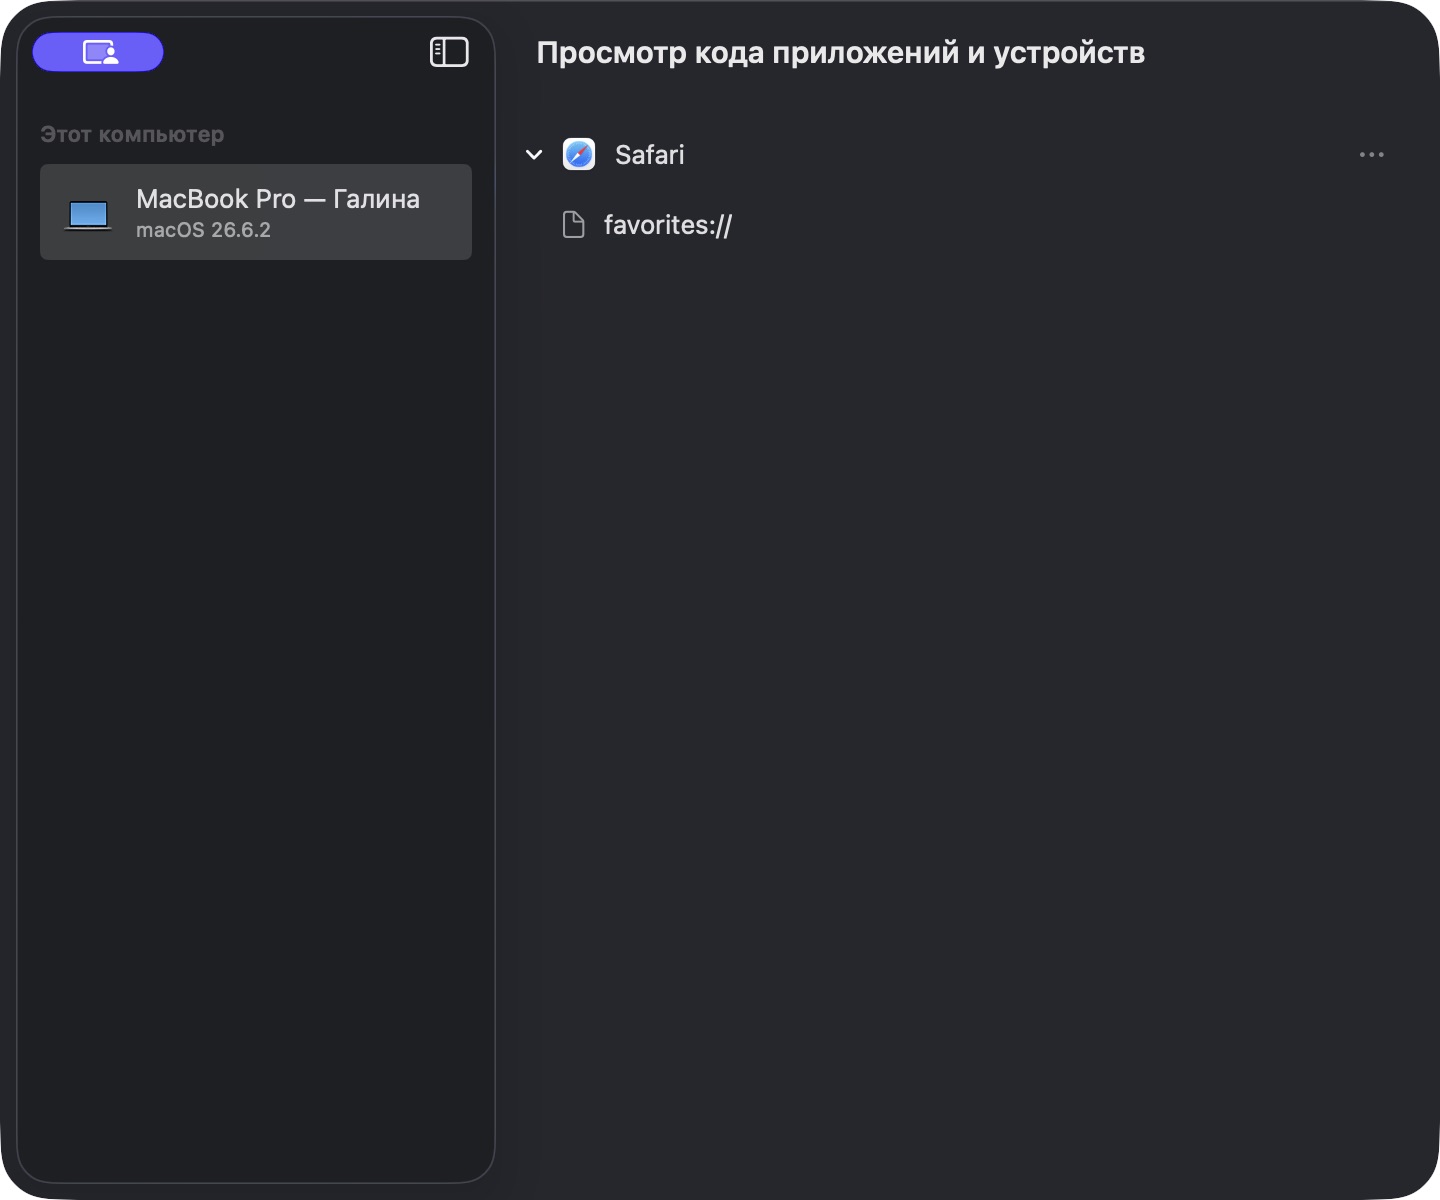 Просмотр кода приложений и устройств
Этот компьютер
MacBook Pro — Галина
macOS 26.6.2
Safari
favorites://